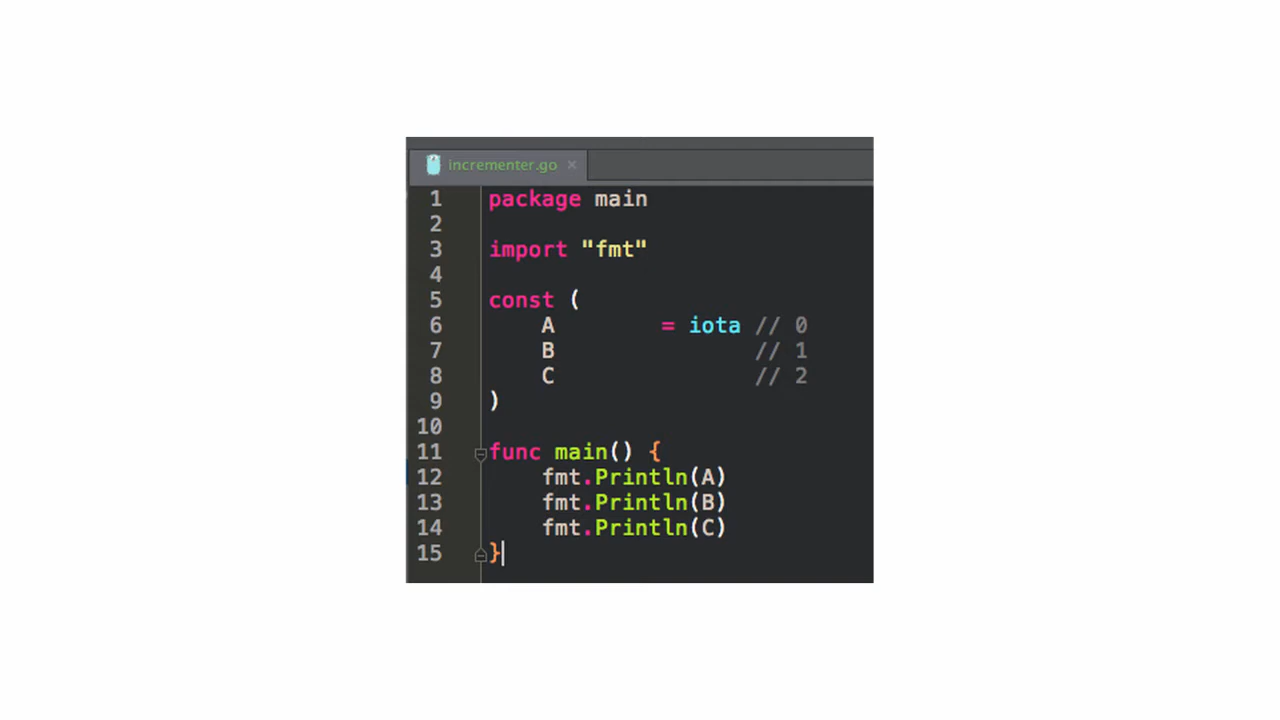 incrementer.go ×
1 package main
2
3 import "fmt"
4
5 const (
6     A        = iota // 0
7     B               // 1
8     C               // 2
9 )
10
11 func main() {
12     fmt.Println(A)
13     fmt.Println(B)
14     fmt.Println(C)
15 }